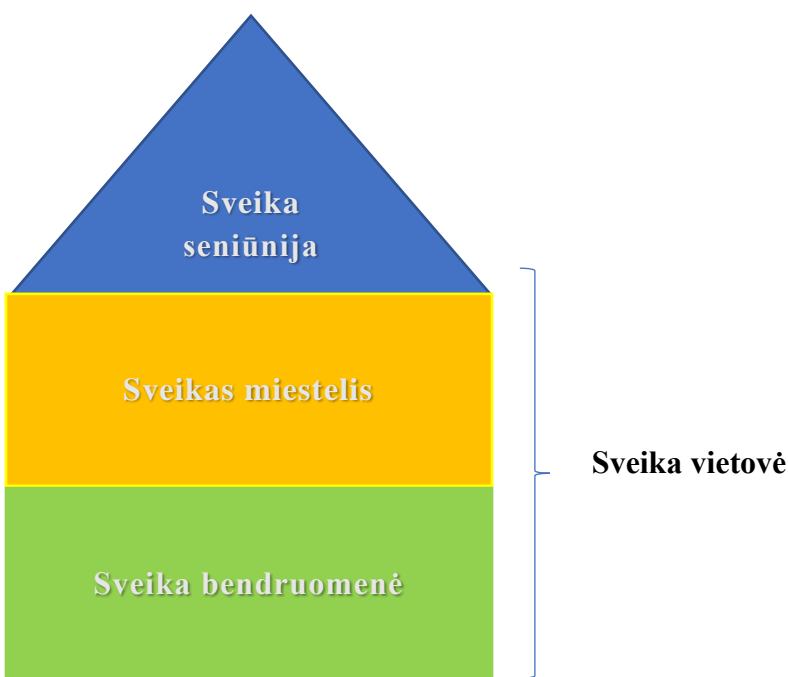 Sveika
seniūnija
Sveikas miestelis
Sveika vietovė
Sveika bendruomenė